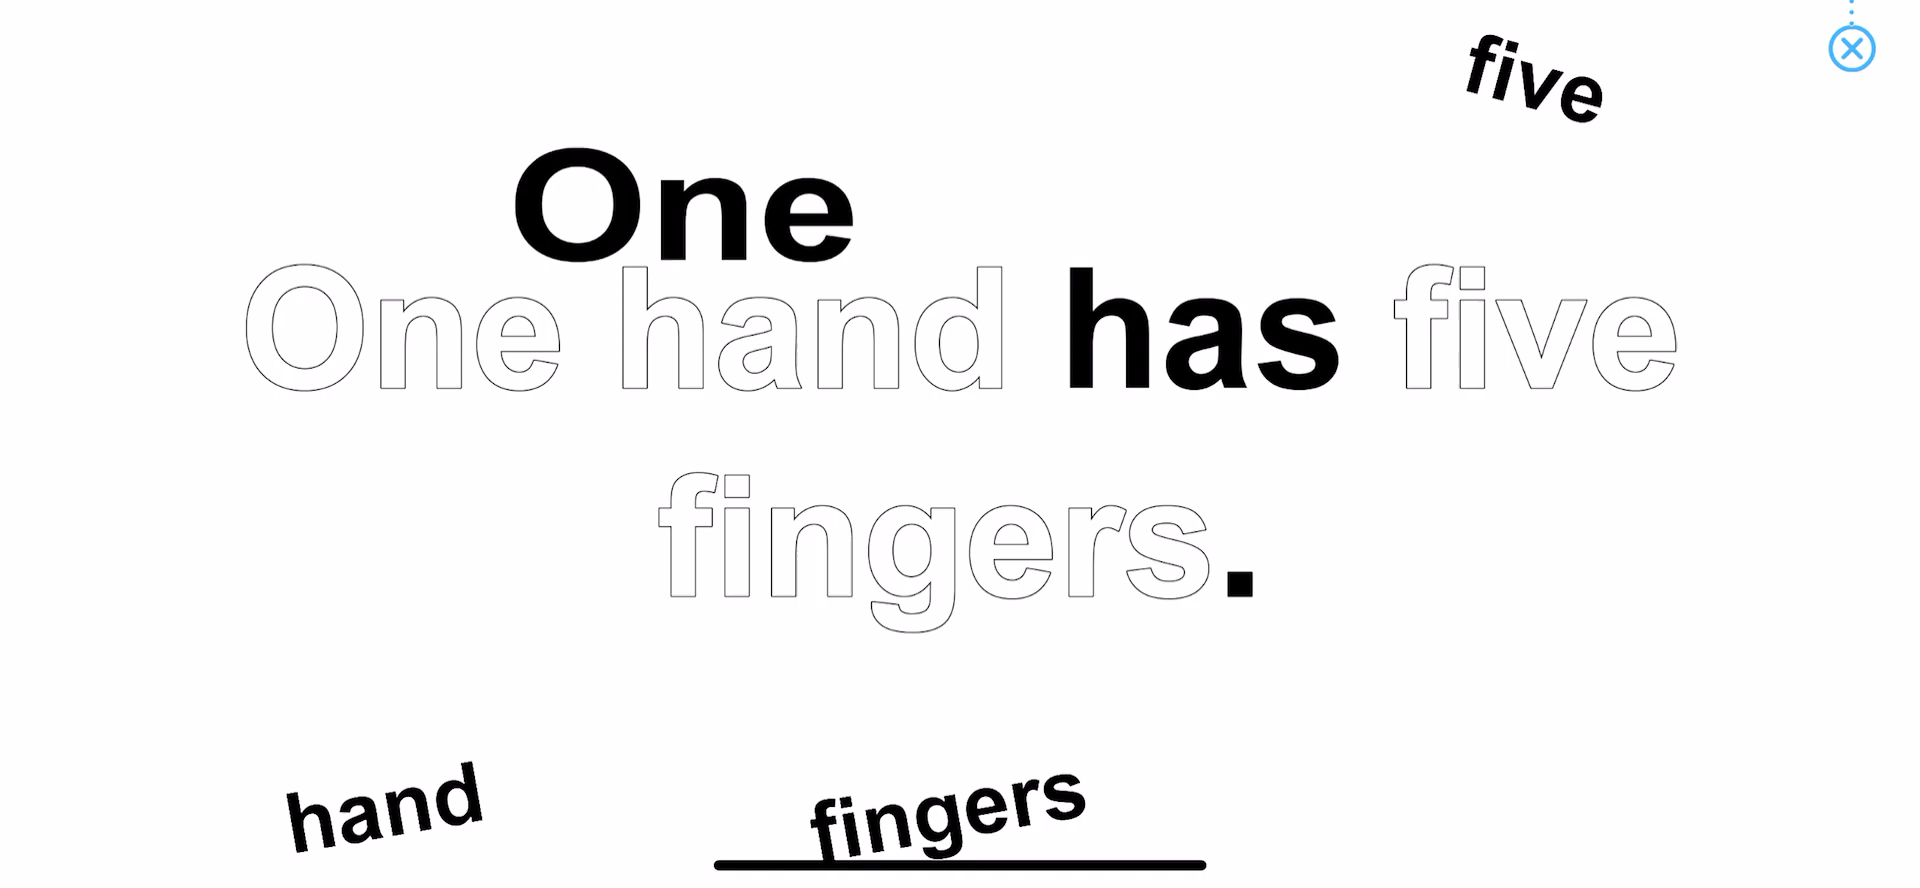 five
One
One hand has five
fingers.
hand
fingers